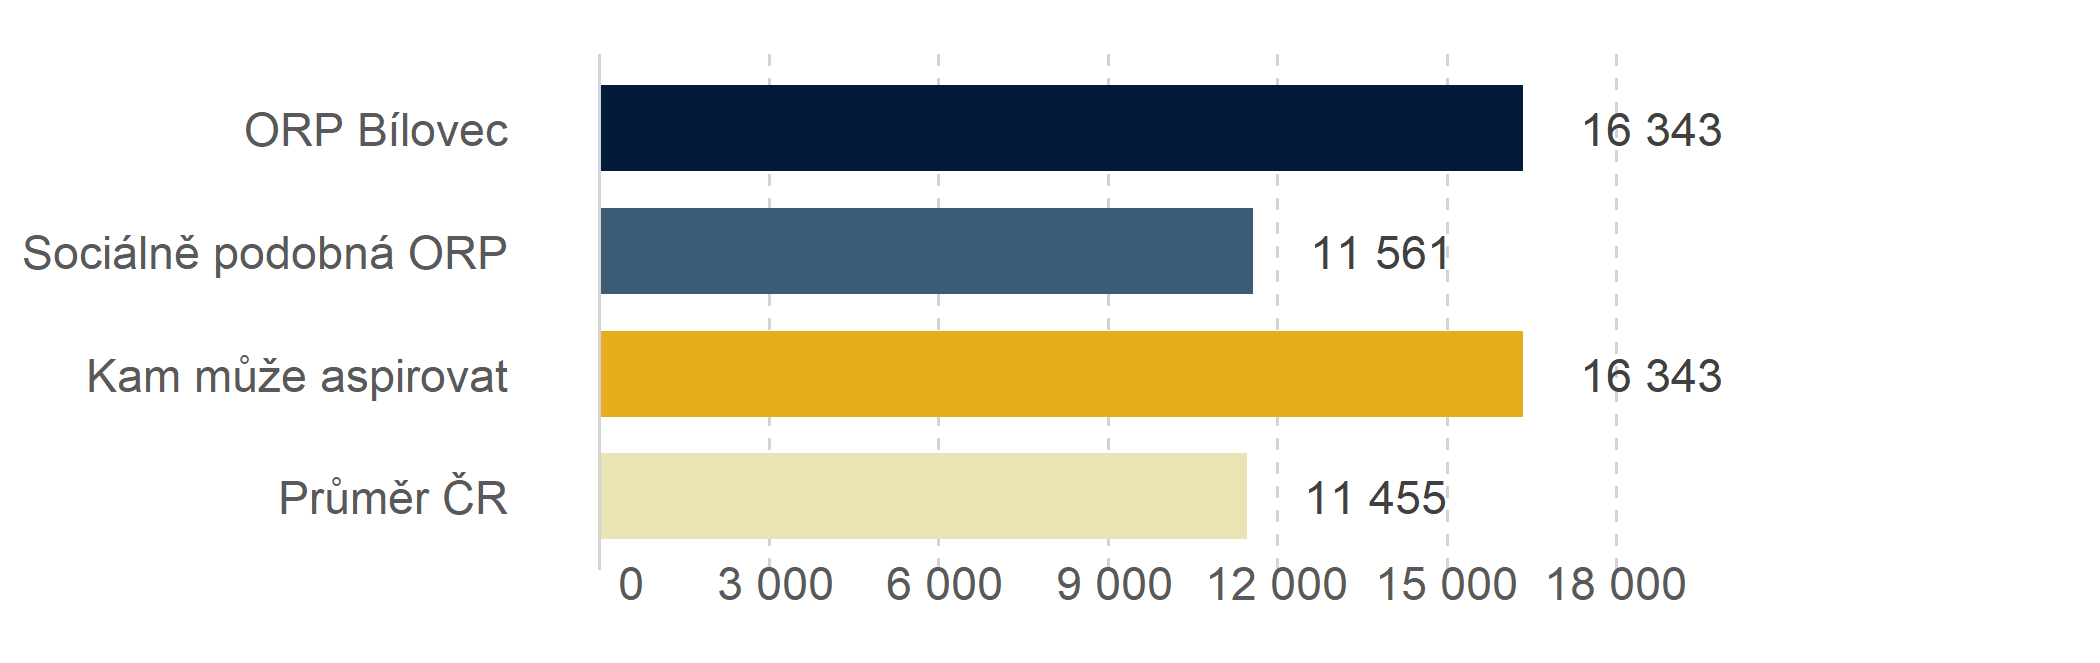 ORP Bílovec 16 343
Sociálně podobná ORP 11 561
Kam může aspirovat 16 343
Průměr ČR 11 455
0 3 000 6 000 9 000 12 000 15 000 18 000